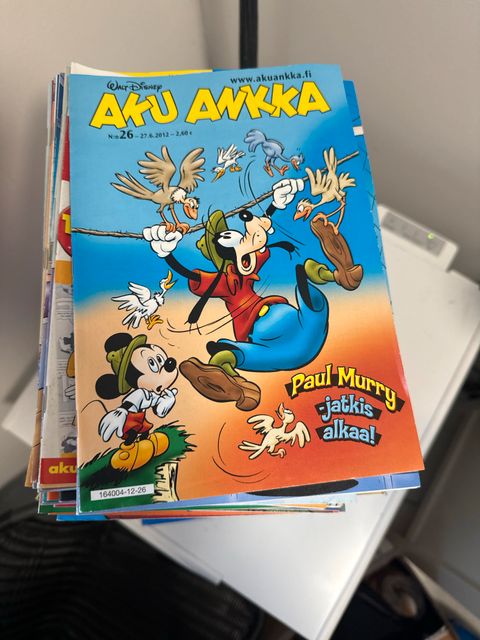 www.akuankka.fi
WALT DISNEY
AKU ANKKA
N:o 26 – 27.6.2012 – 2,60 €
Paul Murry
-jatkis
alkaa!
164004-12-26
aku